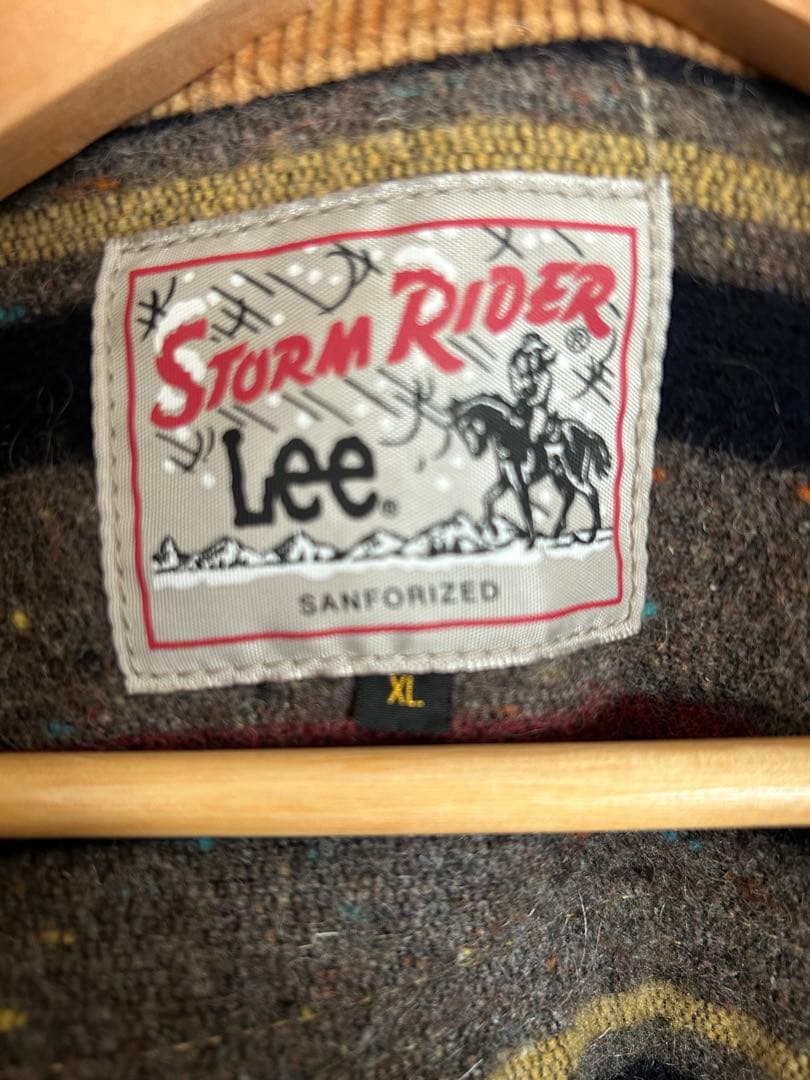 STORM RIDER®
Lee®
SANFORIZED
XL